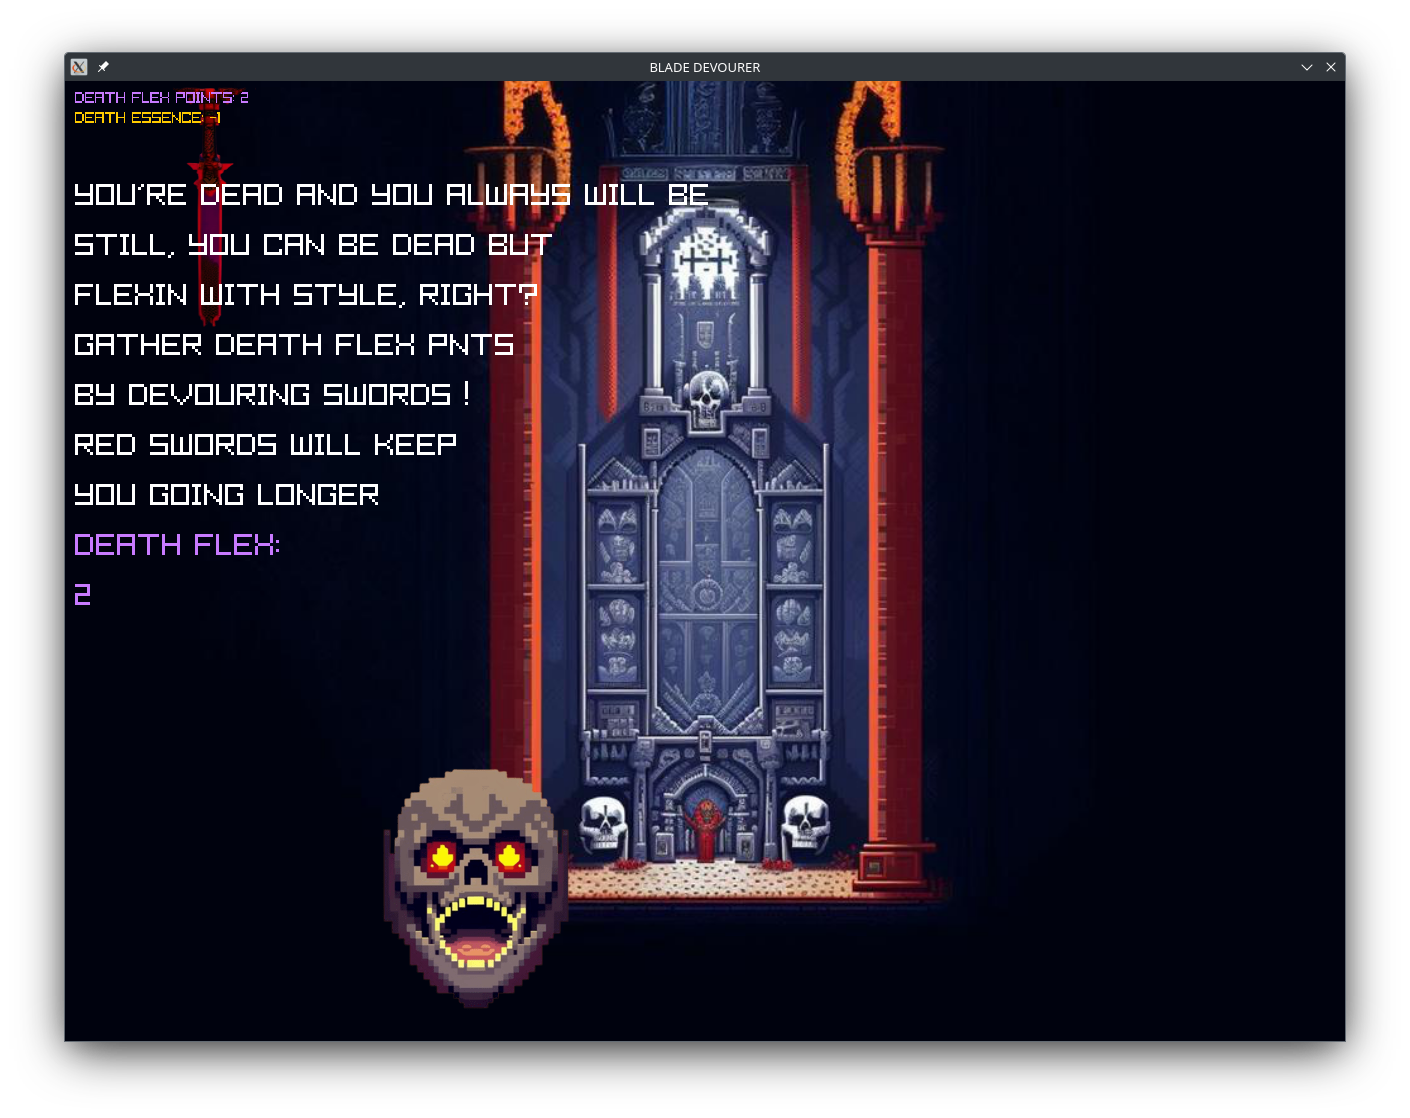 BLADE DEVOURER
DEATH FLEX POINTS: 2
DEATH ESSENCE: -1
YOU'RE DEAD AND YOU ALWAYS WILL BE
STILL, YOU CAN BE DEAD BUT
FLEXIN WITH STYLE, RIGHT?
GATHER DEATH FLEX PNTS
BY DEVOURING SWORDS !
RED SWORDS WILL KEEP
YOU GOING LONGER
DEATH FLEX:
2